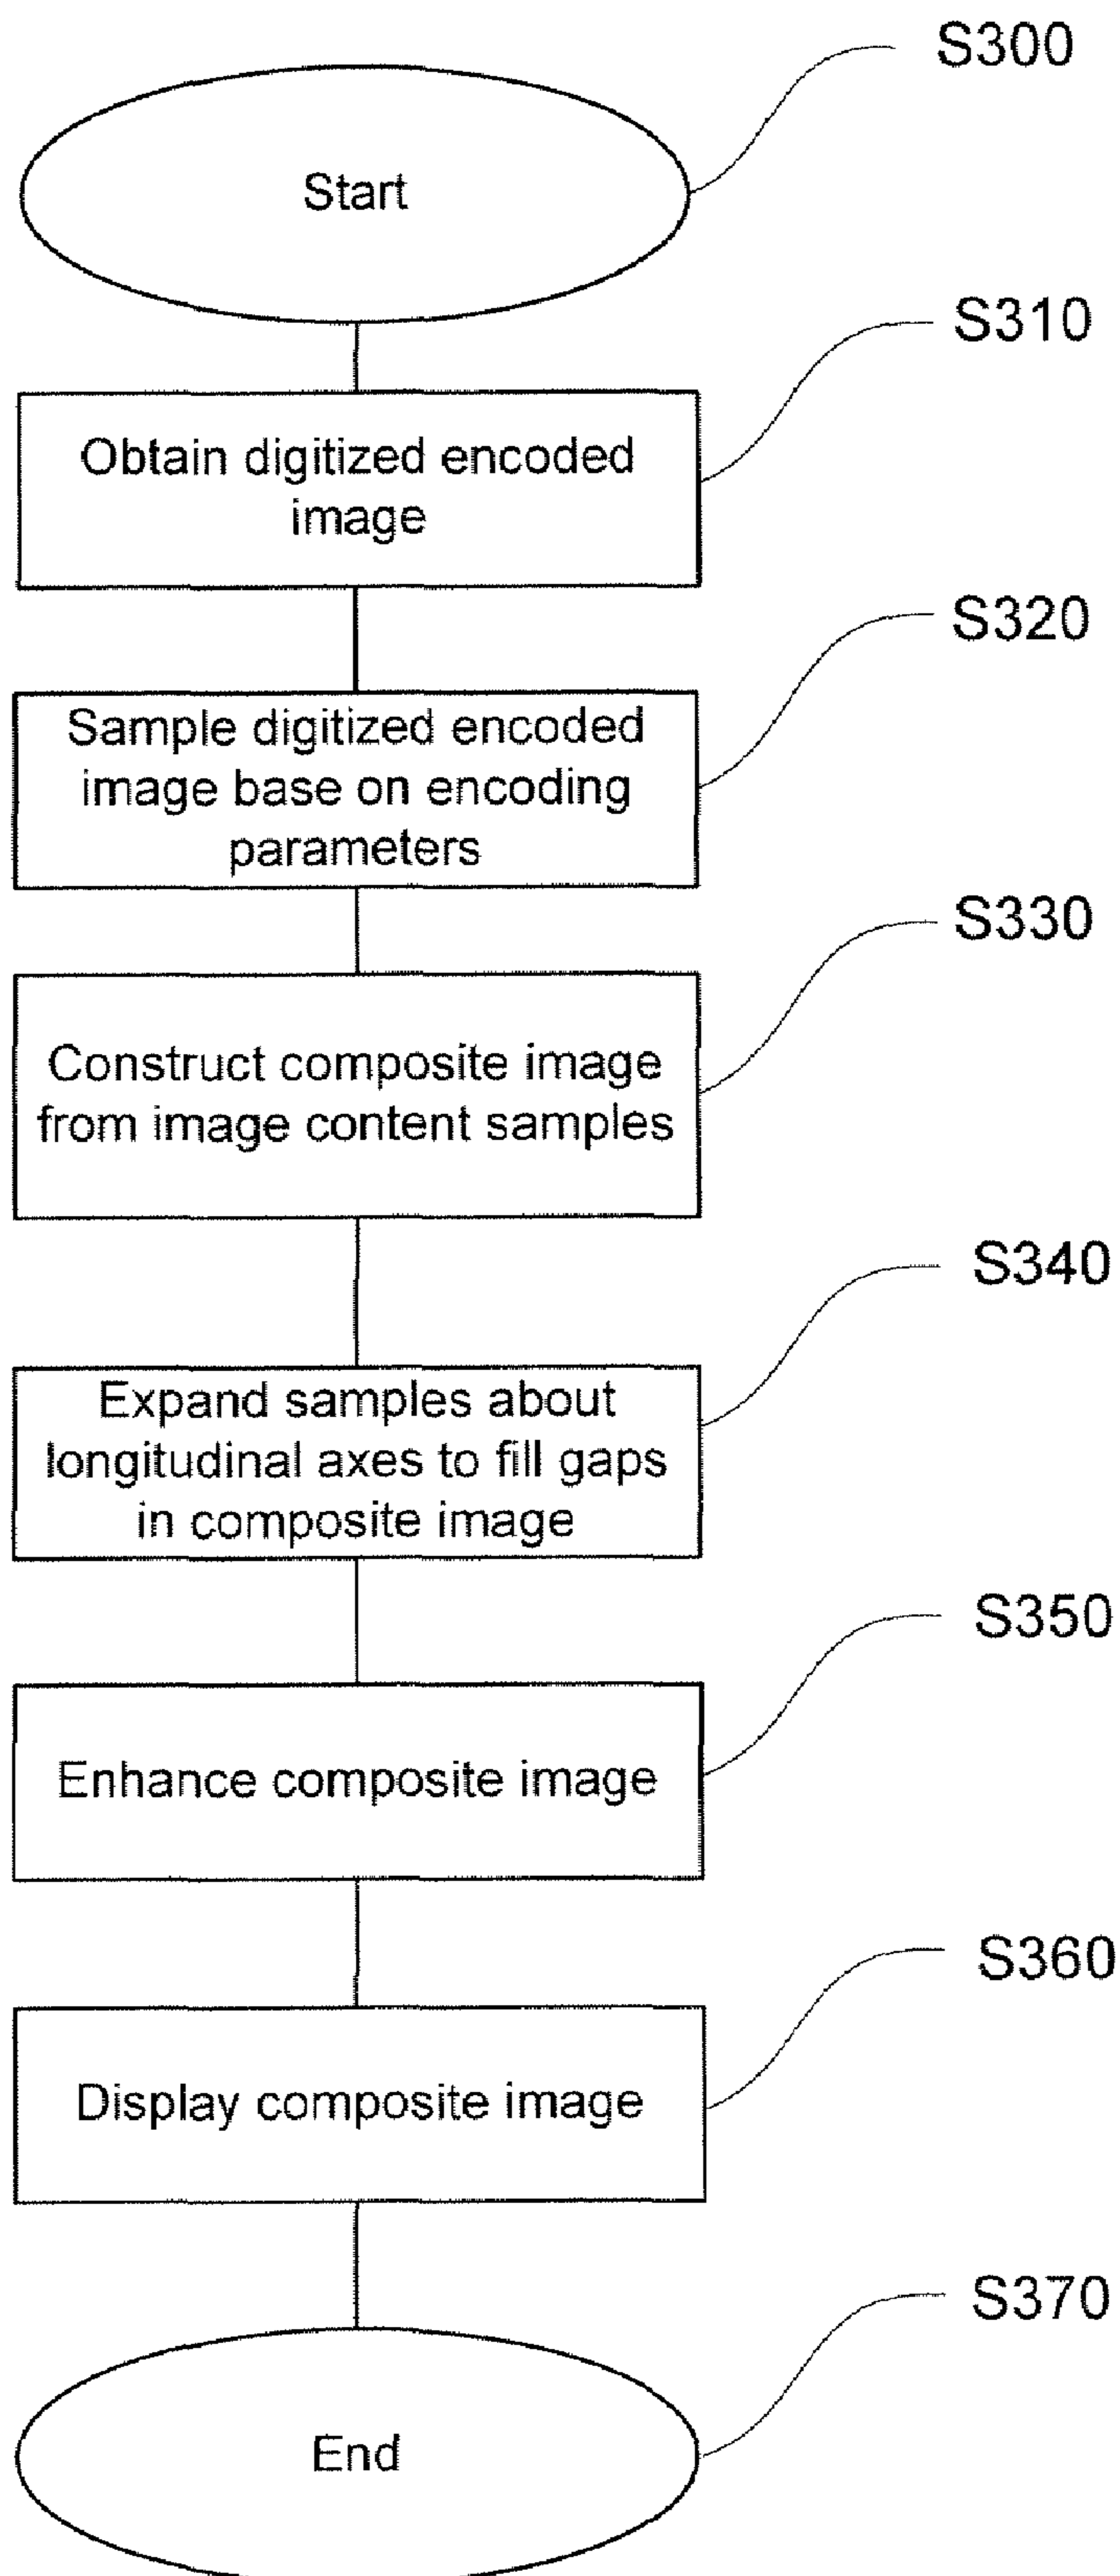 S300
Start
S310
Obtain digitized encoded
image
S320
Sample digitized encoded
image base on encoding
parameters
S330
Construct composite image
from image content samples
S340
Expand samples about
longitudinal axes to fill gaps
in composite image
S350
Enhance composite image
S360
Display composite image
S370
End